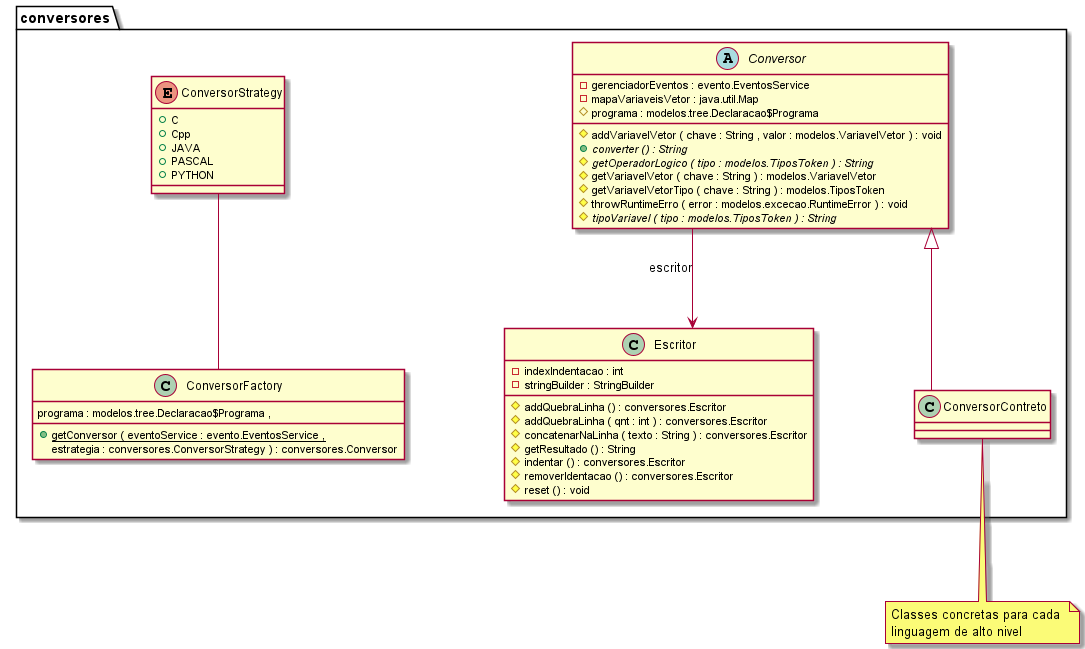 conversores
E ConversorStrategy
C
Cpp
JAVA
PASCAL
PYTHON
A Conversor
gerenciadorEventos : evento.EventosService
mapaVariaveisVetor : java.util.Map
programa : modelos.tree.Declaracao$Programa
addVariavelVetor ( chave : String , valor : modelos.VariavelVetor ) : void
converter () : String
getOperadorLogico ( tipo : modelos.TiposToken ) : String
getVariavelVetor ( chave : String ) : modelos.VariavelVetor
getVariavelVetorTipo ( chave : String ) : modelos.TiposToken
throwRuntimeErro ( error : modelos.excecao.RuntimeError ) : void
tipoVariavel ( tipo : modelos.TiposToken ) : String
escritor
C ConversorFactory
programa : modelos.tree.Declaracao$Programa ,
getConversor ( eventoService : evento.EventosService ,
estrategia : conversores.ConversorStrategy ) : conversores.Conversor
C Escritor
indexIndentacao : int
stringBuilder : StringBuilder
addQuebraLinha () : conversores.Escritor
addQuebraLinha ( qnt : int ) : conversores.Escritor
concatenarNaLinha ( texto : String ) : conversores.Escritor
getResultado () : String
indentar () : conversores.Escritor
removerIdentacao () : conversores.Escritor
reset () : void
C ConversorContreto
Classes concretas para cada
linguagem de alto nivel